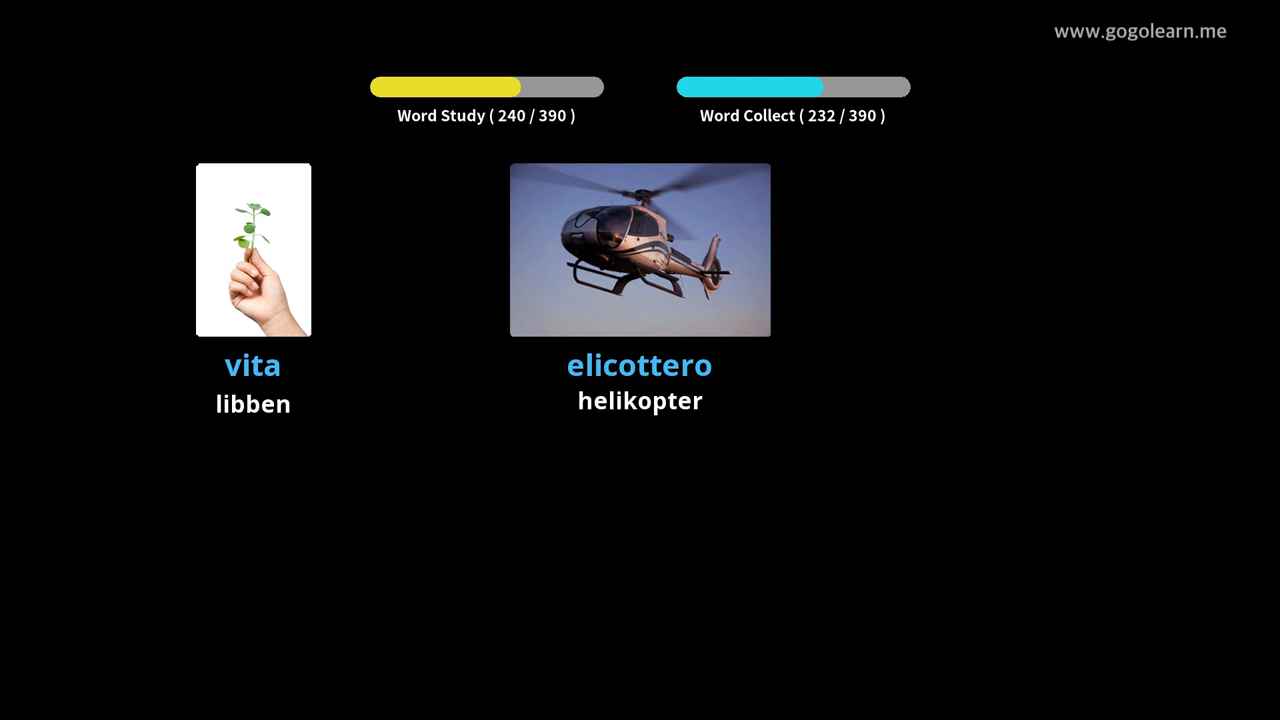 www.gogolearn.me
Word Study ( 240 / 390 )
Word Collect ( 232 / 390 )
vita
libben
elicottero
helikopter